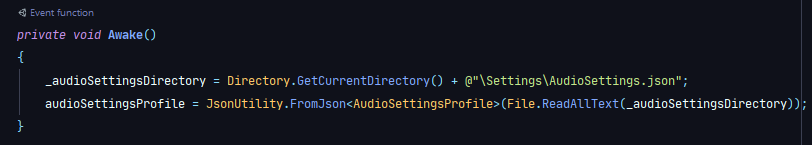 Event function
private void Awake()
{
_audioSettingsDirectory = Directory.GetCurrentDirectory() + @"\Settings\AudioSettings.json";
audioSettingsProfile = JsonUtility.FromJson<AudioSettingsProfile>(File.ReadAllText(_audioSettingsDirectory));
}